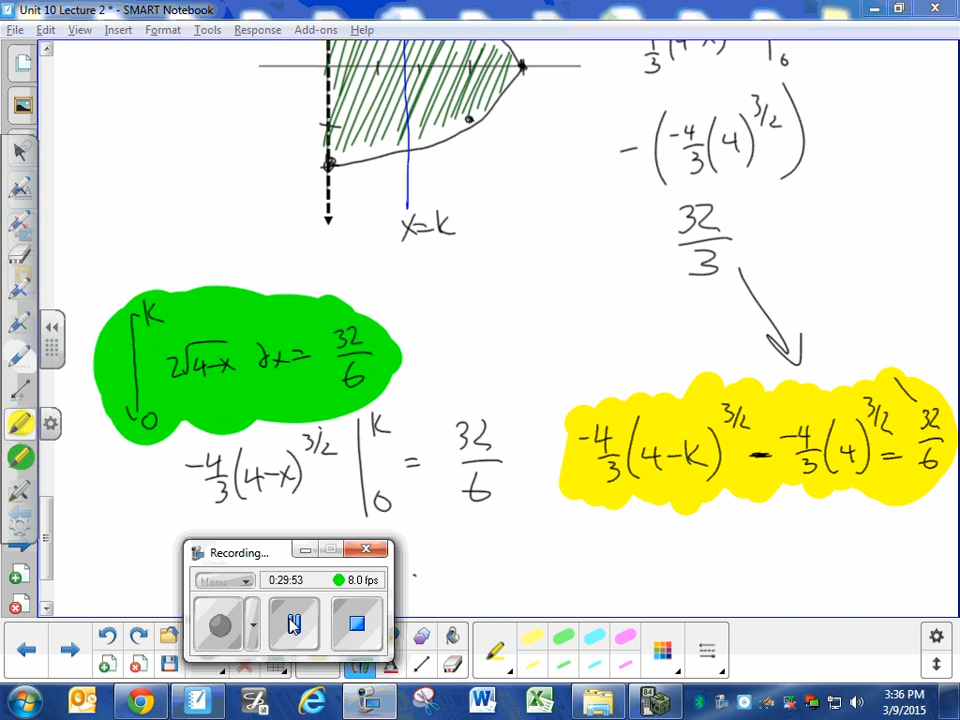 Unit 10 Lecture 2 * - SMART Notebook
File Edit View Insert Format Tools Response Add-ons Help
x=K
-(-4/3(4)^3/2)
32/3
∫ K 0 2√4-x dx = 32/6
-4/3(4-x)^3/2 | K 0 = 32/6
-4/3(4-K)^3/2 - -4/3(4)^3/2 = 32/6
Recording...
Menu
0:29:53
8.0 fps
A
84
W
3:36 PM
3/9/2015